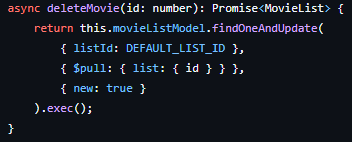 async deleteMovie(id: number): Promise<MovieList> {
    return this.movieListModel.findOneAndUpdate(
        { listId: DEFAULT_LIST_ID },
        { $pull: { list: { id } } },
        { new: true }
    ).exec();
}